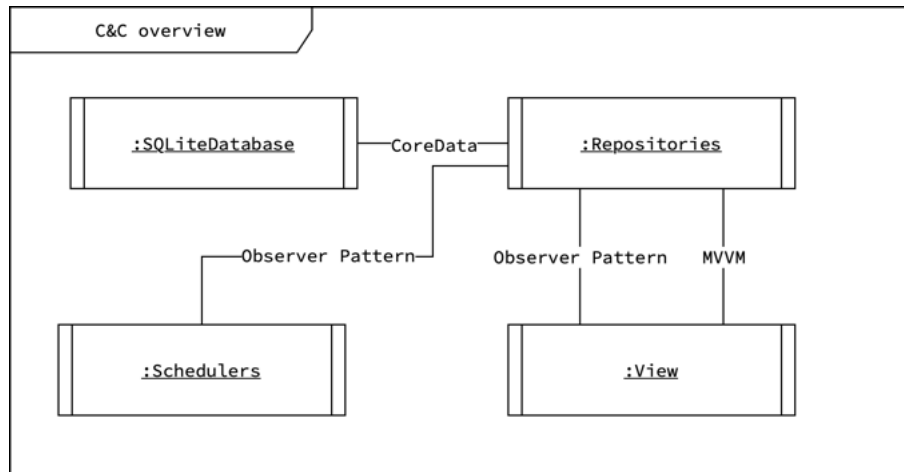 C&C overview
:SQLiteDatabase
CoreData
:Repositories
Observer Pattern
Observer Pattern
MVVM
:Schedulers
:View